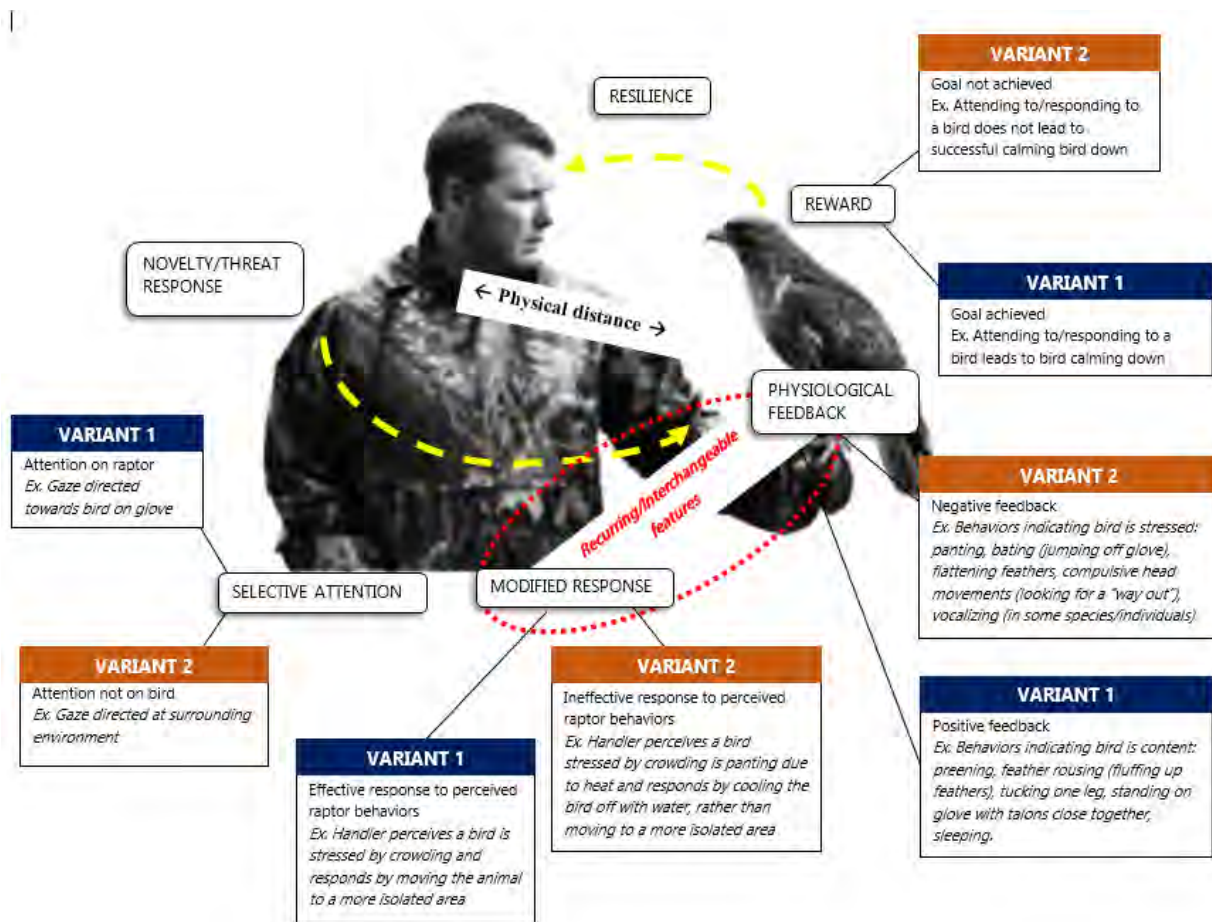 RESILIENCE
VARIANT 2
Goal not achieved
Ex. Attending to/responding to
a bird does not lead to
successful calming bird down
REWARD
NOVELTY/THREAT
RESPONSE
← Physical distance →
VARIANT 1
Goal achieved
Ex. Attending to/responding to a
bird leads to bird calming down
PHYSIOLOGICAL
FEEDBACK
VARIANT 1
Attention on raptor
Ex. Gaze directed
towards bird on glove
Recurring/Interchangeable
features
VARIANT 2
Negative feedback
Ex. Behaviors indicating bird is stressed:
panting, bating (jumping off glove),
flattening feathers, compulsive head
movements (looking for a "way out"),
vocalizing (in some species/individuals)
SELECTIVE ATTENTION
MODIFIED RESPONSE
VARIANT 2
Attention not on bird
Ex. Gaze directed at surrounding
environment
VARIANT 1
Effective response to perceived
raptor behaviors
Ex. Handler perceives a bird is
stressed by crowding and
responds by moving the animal
to a more isolated area
VARIANT 2
Ineffective response to perceived
raptor behaviors
Ex. Handler perceives a bird
stressed by crowding is panting due
to heat and responds by cooling the
bird off with water, rather than
moving to a more isolated area
VARIANT 1
Positive feedback
Ex. Behaviors indicating bird is content:
preening, feather rousing (fluffing up
feathers), tucking one leg, standing on
glove with talons close together,
sleeping.